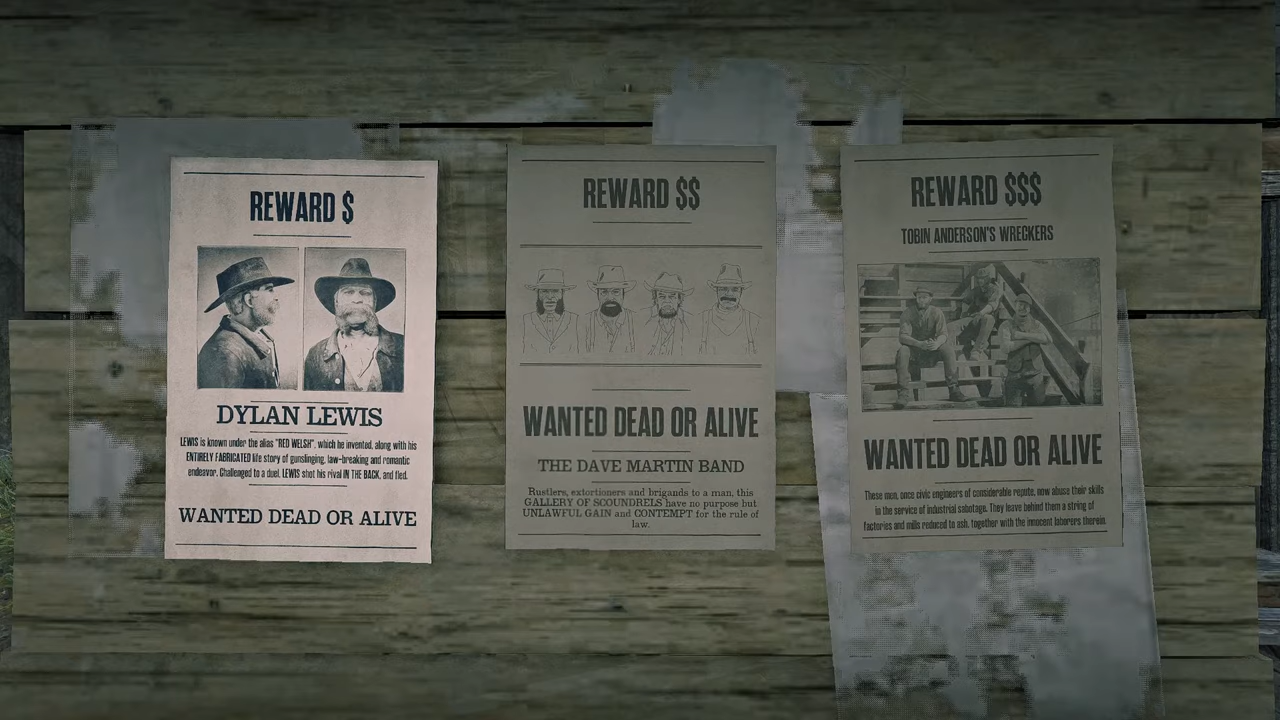 REWARD $
DYLAN LEWIS
LEWIS is known under the alias "RED WELSH", which he invented, along with his
ENTIRELY FABRICATED life story of gunslinging, law-breaking and romantic
endeavor. Challenged to a duel, LEWIS shot his rival IN THE BACK, and fled.
WANTED DEAD OR ALIVE
REWARD $$
WANTED DEAD OR ALIVE
THE DAVE MARTIN BAND
Rustlers, extortioners and brigands to a man, this
GALLERY OF SCOUNDRELS have no purpose but
UNLAWFUL GAIN and CONTEMPT for the rule of
law.
REWARD $$$
TOBIN ANDERSON'S WRECKERS
WANTED DEAD OR ALIVE
These men, once civic engineers of considerable repute, now abuse their skills
in the service of industrial sabotage. They leave behind them a string of
factories and mills reduced to ash, together with the innocent laborers therein.